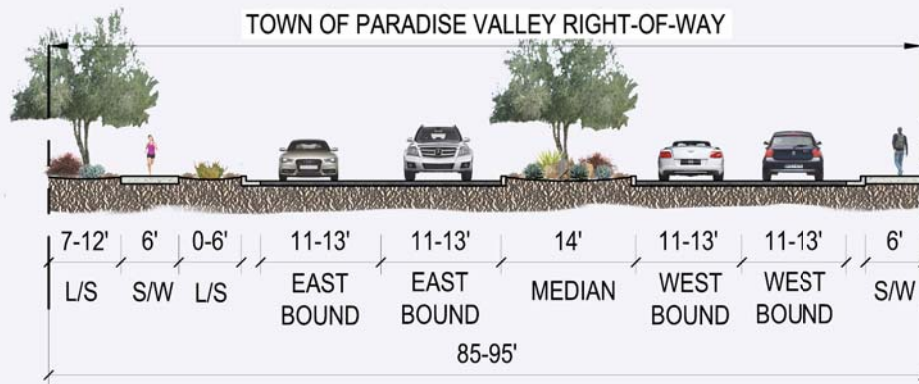 TOWN OF PARADISE VALLEY RIGHT-OF-WAY
7-12' 6' 0-6' 11-13' 11-13' 14' 11-13' 11-13' 6'
L/S S/W L/S EAST EAST MEDIAN WEST WEST S/W
BOUND BOUND BOUND BOUND
85-95'